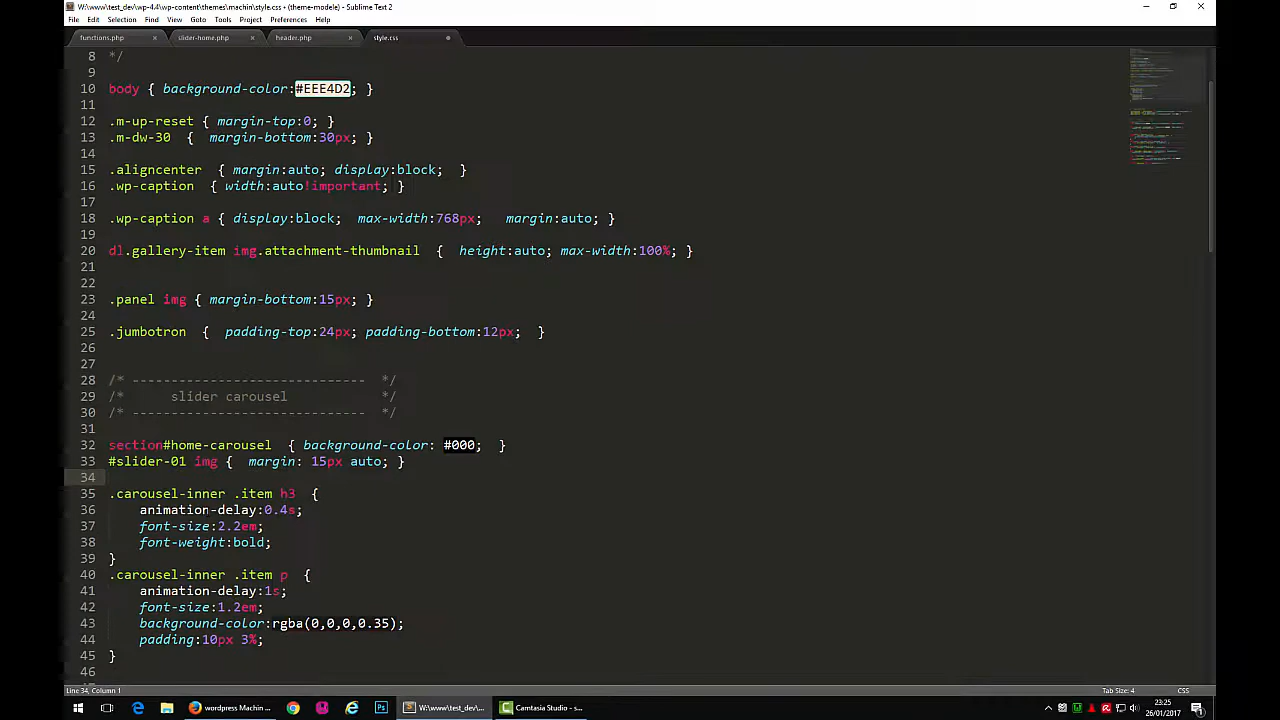 W:\www\test_dev\wp-4.4\wp-content\themes\machin\style.css • (theme-modele) - Sublime Text 2
File Edit Selection Find View Goto Tools Project Preferences Help
functions.php × slider-home.php × header.php × style.css •
8 */
9
10 body { background-color:#EEE4D2; }
11
12 .m-up-reset { margin-top:0; }
13 .m-dw-30 { margin-bottom:30px; }
14
15 .aligncenter { margin:auto; display:block; }
16 .wp-caption { width:auto!important; }
17
18 .wp-caption a { display:block; max-width:768px; margin:auto; }
19
20 dl.gallery-item img.attachment-thumbnail { height:auto; max-width:100%; }
21
22
23 .panel img { margin-bottom:15px; }
24
25 .jumbotron { padding-top:24px; padding-bottom:12px; }
26
27
28 /* ------------------------------ */
29 /* slider carousel */
30 /* ------------------------------ */
31
32 section#home-carousel { background-color: #000; }
33 #slider-01 img { margin: 15px auto; }
34
35 .carousel-inner .item h3 {
36 animation-delay:0.4s;
37 font-size:2.2em;
38 font-weight:bold;
39 }
40 .carousel-inner .item p {
41 animation-delay:1s;
42 font-size:1.2em;
43 background-color:rgba(0,0,0,0.35);
44 padding:10px 3%;
45 }
46
Line 34, Column 1 Tab Size: 4 CSS
wordpress Machin ... W:\www\test_dev\... Camtasia Studio - s... 23:25
26/01/2017